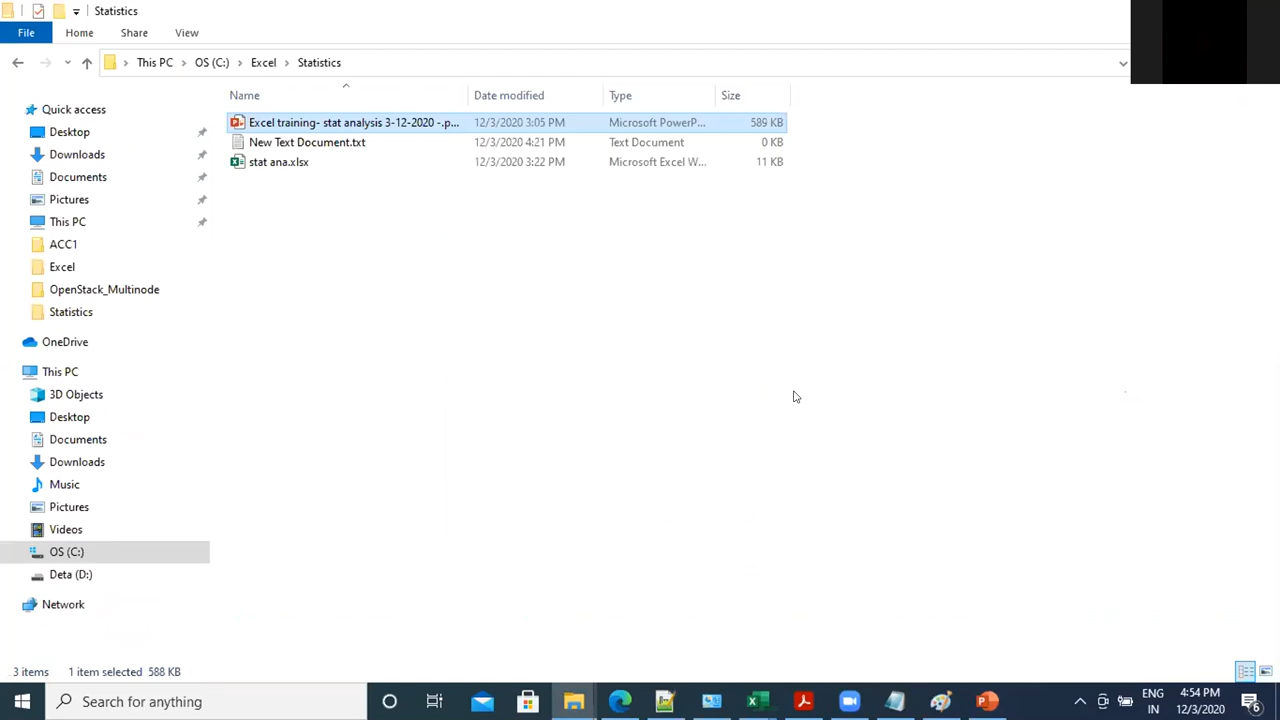 Statistics
File Home Share View
This PC OS (C:) Excel Statistics
Name Date modified Type Size
Excel training- stat analysis 3-12-2020 -.p... 12/3/2020 3:05 PM Microsoft PowerP... 589 KB
New Text Document.txt 12/3/2020 4:21 PM Text Document 0 KB
stat ana.xlsx 12/3/2020 3:22 PM Microsoft Excel W... 11 KB
Quick access
Desktop
Downloads
Documents
Pictures
This PC
ACC1
Excel
OpenStack_Multinode
Statistics
OneDrive
This PC
3D Objects
Desktop
Documents
Downloads
Music
Pictures
Videos
OS (C:)
Deta (D:)
Network
3 items 1 item selected 588 KB
Search for anything
ENG
IN
4:54 PM
12/3/2020
6